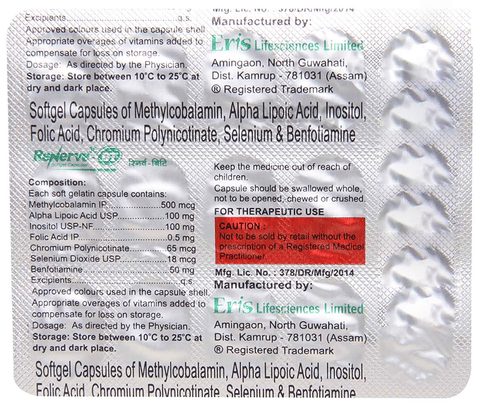 Excipients....................................q.s.
Approved colours used in the capsule shell.
Appropriate overages of vitamins added to
compensate for loss on storage.
Dosage: As directed by the Physician.
Storage: Store between 10°C to 25°C at
dry and dark place.
Mfg. Lic. No. : 378/DR/Mfg/2014
Manufactured by:
Eris Lifesciences Limited
Amingaon, North Guwahati,
Dist. Kamrup - 781031 (Assam)
® Registered Trademark
Softgel Capsules of Methylcobalamin, Alpha Lipoic Acid, Inositol,
Folic Acid, Chromium Polynicotinate, Selenium & Benfotiamine
Composition:
Each soft gelatin capsule contains:
Methylcobalamin IP..................500 mcg
Alpha Lipoic Acid USP..............100 mg
Inositol USP-NF........................100 mg
Folic Acid IP..............................0.5 mg
Chromium Polynicotinate..........65 mcg
Selenium Dioxide USP..............18 mcg
Benfotiamine.............................50 mg
Excipients....................................q.s.
Approved colours used in the capsule shell.
Appropriate overages of vitamins added to
compensate for loss on storage.
Dosage: As directed by the Physician.
Storage: Store between 10°C to 25°C at
dry and dark place.
Keep the medicine out of reach of
children.
Capsule should be swallowed whole,
not to be opened, chewed or crushed.
FOR THERAPEUTIC USE
CAUTION :
Not to be sold by retail without the
prescription of a Registered Medical
Practitioner.
Mfg. Lic. No. : 378/DR/Mfg/2014
Manufactured by:
Eris Lifesciences Limited
Amingaon, North Guwahati,
Dist. Kamrup - 781031 (Assam)
® Registered Trademark
Softgel Capsules of Methylcobalamin, Alpha Lipoic Acid, Inositol,
Folic Acid, Chromium Polynicotinate, Selenium & Benfotiamine